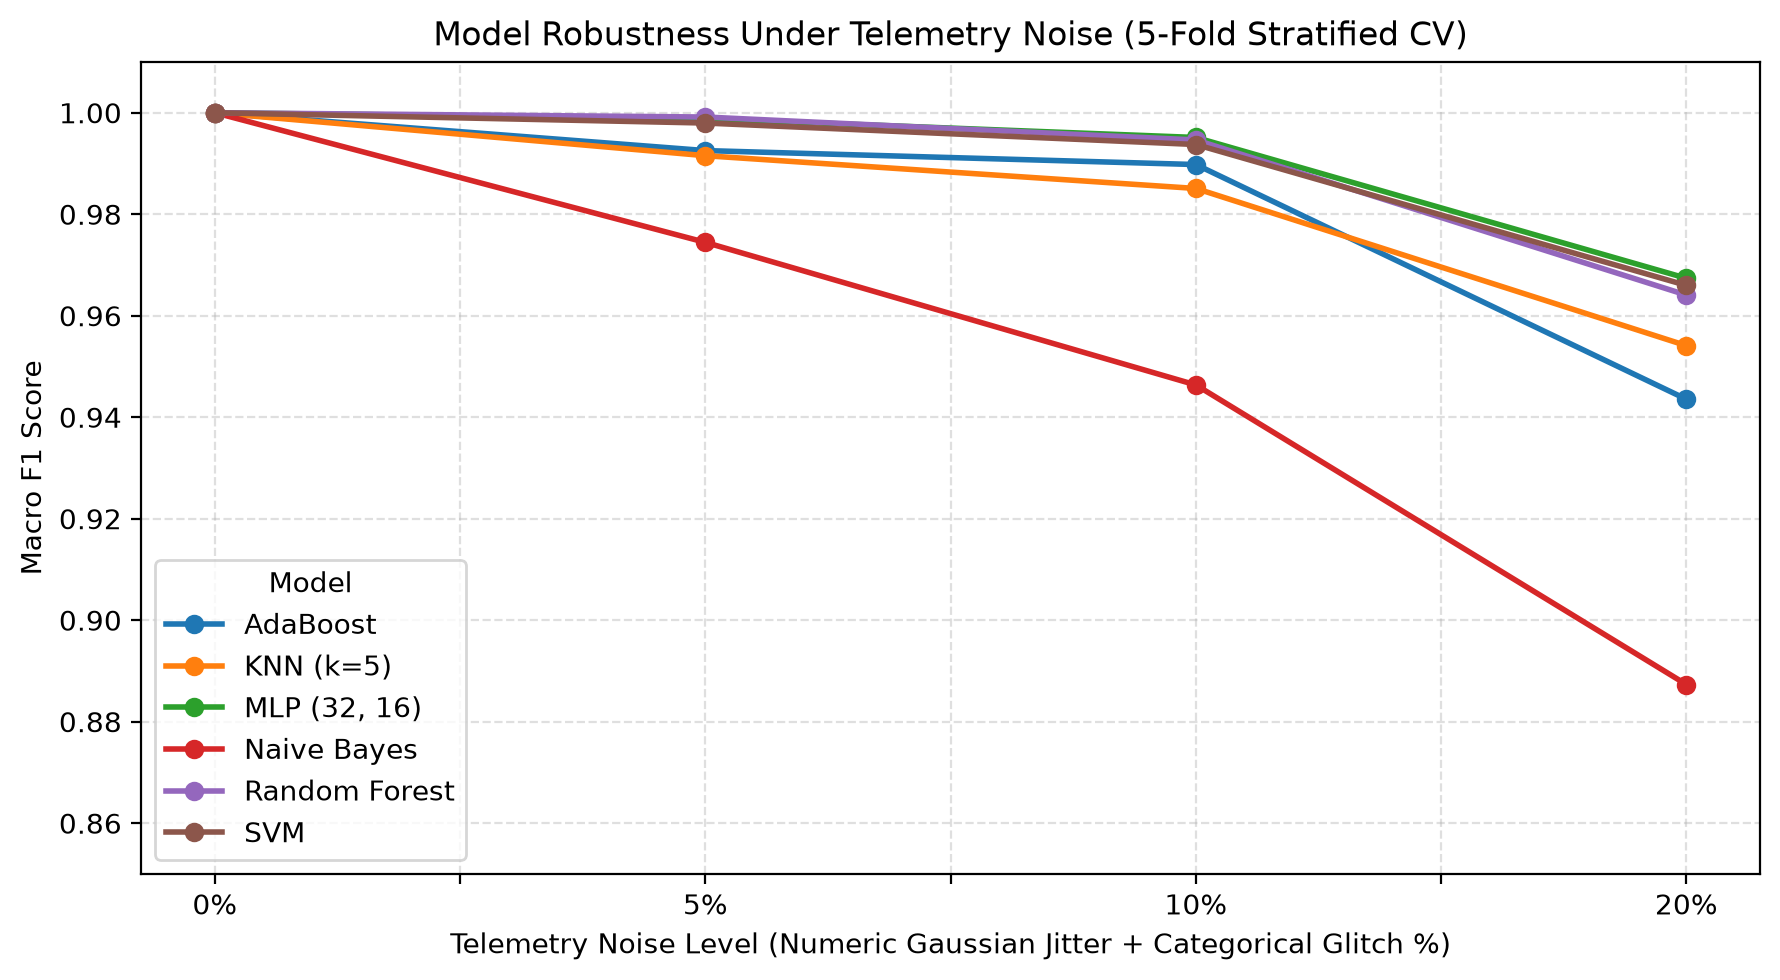 Model Robustness Under Telemetry Noise (5-Fold Stratified CV)
Macro F1 Score
1.00
0.98
0.96
0.94
0.92
0.90
0.88
0.86
Model
AdaBoost
KNN (k=5)
MLP (32, 16)
Naive Bayes
Random Forest
SVM
0%
5%
10%
20%
Telemetry Noise Level (Numeric Gaussian Jitter + Categorical Glitch %)